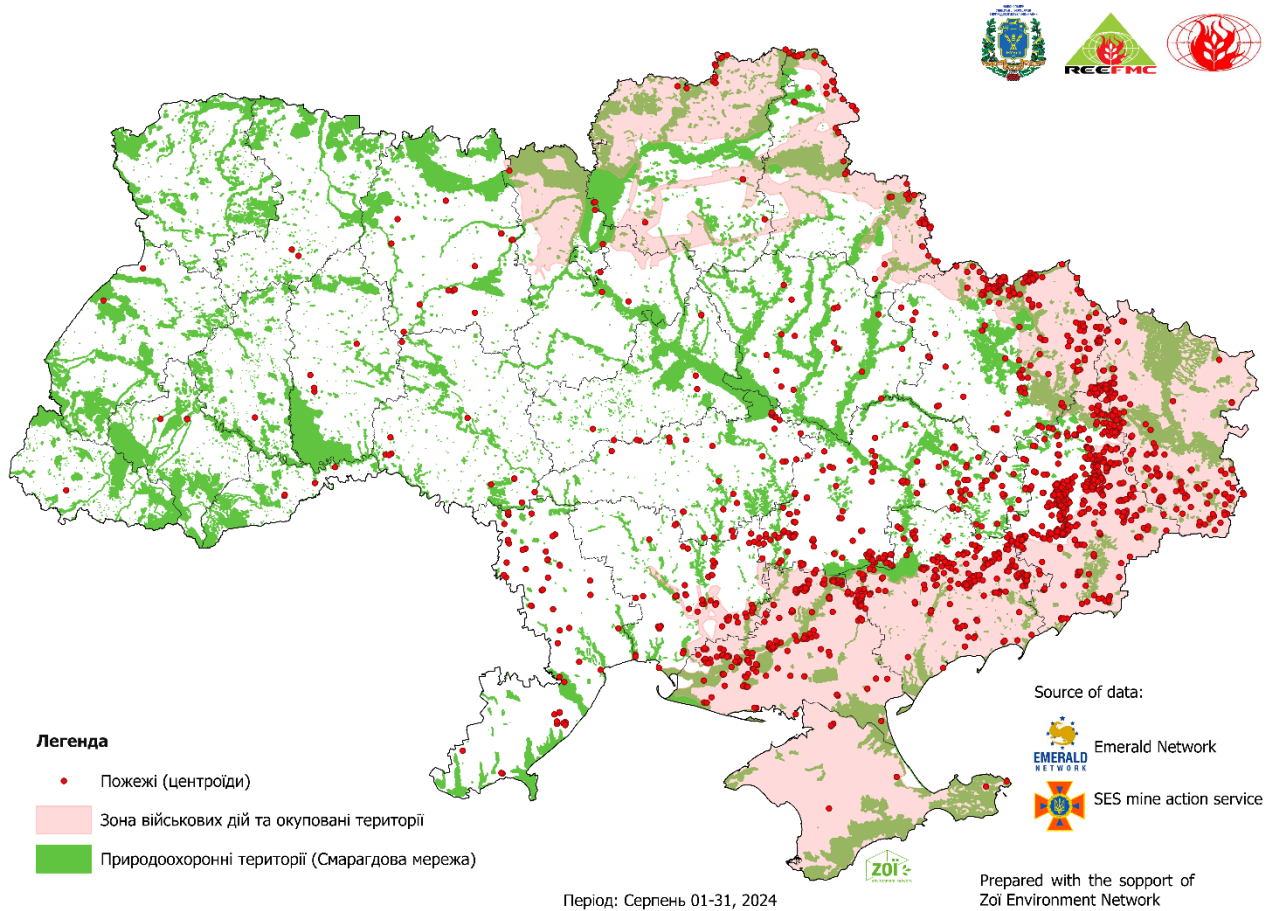 REEFMC
Source of data:
EMERALD
NETWORK
Emerald Network
SES mine action service
Легенда
Пожежі (центроїди)
Зона військових дій та окуповані території
Природоохоронні території (Смарагдова мережа)
zoï
Період: Серпень 01-31, 2024
Prepared with the sopport of
Zoï Environment Network